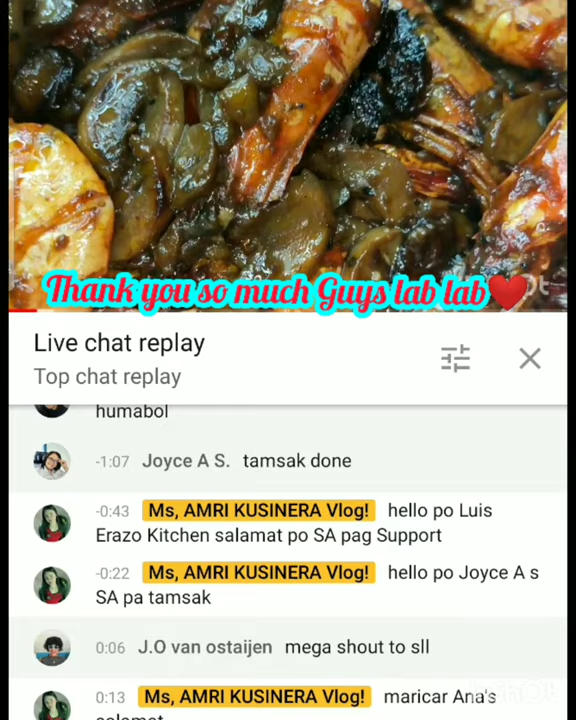 Thank you so much Guys lab lab❤️
Live chat replay
Top chat replay
humabol
-1:07 Joyce A S. tamsak done
-0:43 Ms, AMRI KUSINERA Vlog! hello po Luis
Erazo Kitchen salamat po SA pag Support
-0:22 Ms, AMRI KUSINERA Vlog! hello po Joyce A s
SA pa tamsak
0:06 J.O van ostaijen mega shout to sll
0:13 Ms, AMRI KUSINERA Vlog! maricar Ana's
salamat